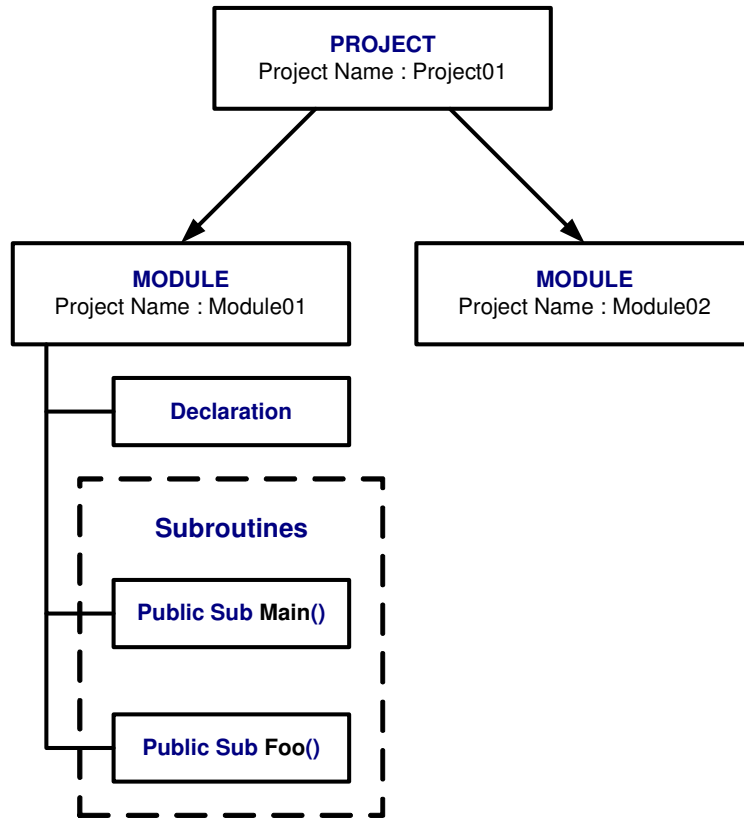 PROJECT
Project Name : Project01
MODULE
Project Name : Module01
MODULE
Project Name : Module02
Declaration
Subroutines
Public Sub Main()
Public Sub Foo()